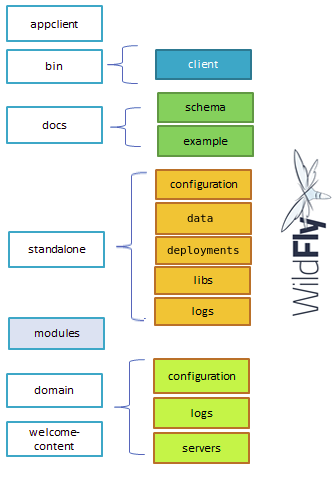 appclient
bin
client
docs
schema
example
standalone
configuration
data
deployments
libs
logs
modules
domain
configuration
logs
welcome-
content
servers
WildFly